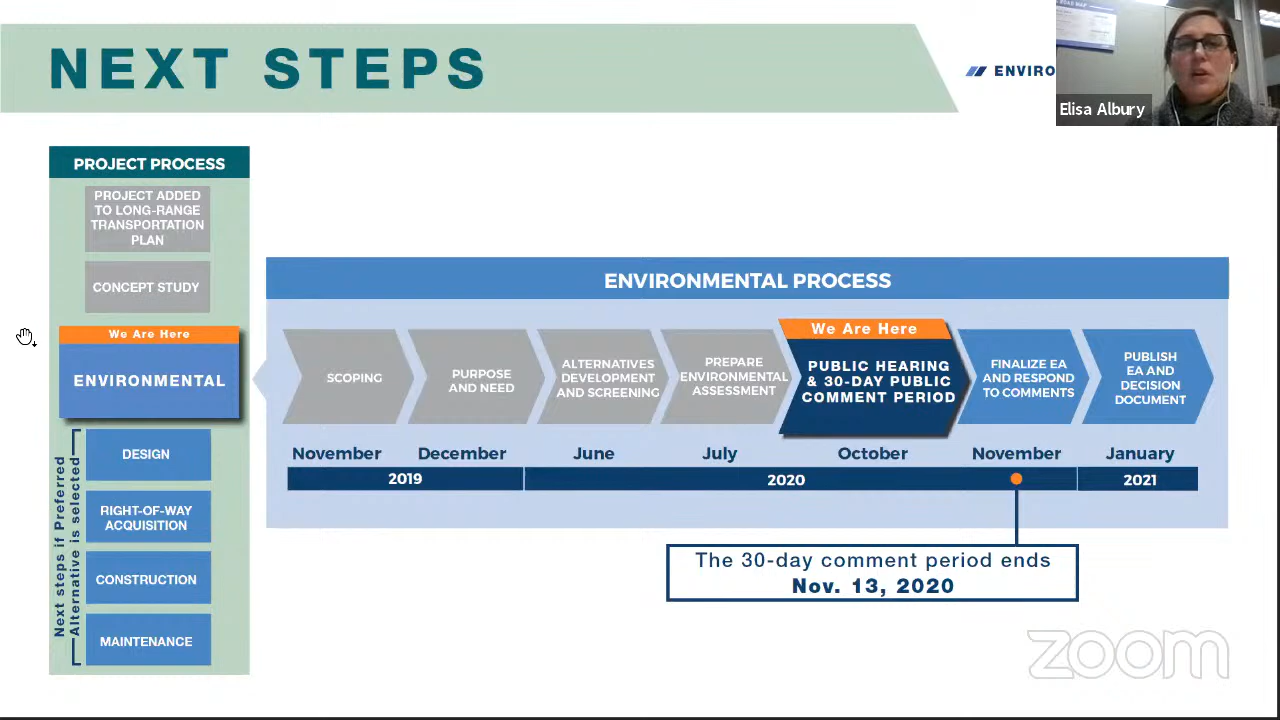 NEXT STEPS
ENVIRO
ROAD MAP
Elisa Albury
PROJECT PROCESS
PROJECT ADDED
TO LONG-RANGE
TRANSPORTATION
PLAN
CONCEPT STUDY
We Are Here
ENVIRONMENTAL
Next steps if Preferred
Alternative is selected
DESIGN
RIGHT-OF-WAY
ACQUISITION
CONSTRUCTION
MAINTENANCE
ENVIRONMENTAL PROCESS
SCOPING
PURPOSE
AND NEED
ALTERNATIVES
DEVELOPMENT
AND SCREENING
PREPARE
ENVIRONMENTAL
ASSESSMENT
We Are Here
PUBLIC HEARING
& 30-DAY PUBLIC
COMMENT PERIOD
FINALIZE EA
AND RESPOND
TO COMMENTS
PUBLISH
EA AND
DECISION
DOCUMENT
November December June July October November January
2019 2020 2021
The 30-day comment period ends
Nov. 13, 2020
zoom